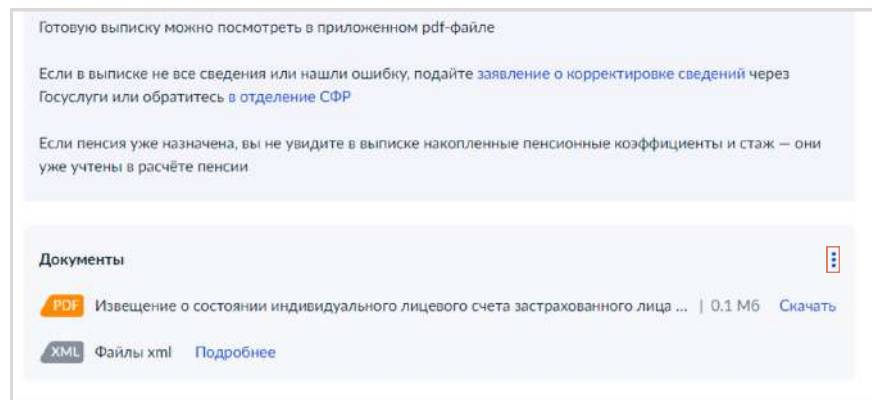 Готовую выписку можно посмотреть в приложенном pdf-файле
Если в выписке не все сведения или нашли ошибку, подайте заявление о корректировке сведений через
Госуслуги или обратитесь в отделение СФР
Если пенсия уже назначена, вы не увидите в выписке накопленные пенсионные коэффициенты и стаж — они
уже учтены в расчёте пенсии
Документы
PDF Извещение о состоянии индивидуального лицевого счета застрахованного лица ... | 0.1 Мб Скачать
XML Файлы xml Подробнее